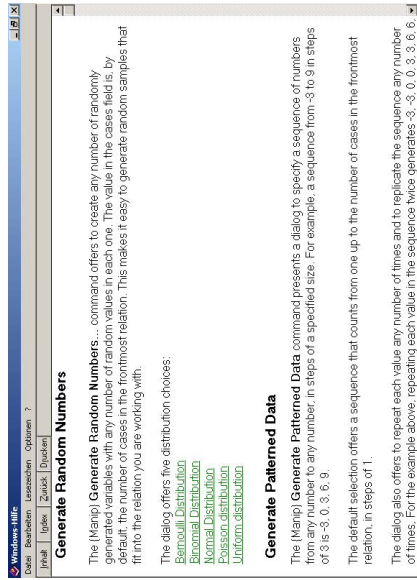 Windows-Hilfe
Datei Bearbeiten Lesezeichen Optionen ?
Inhalt Index Zurück Drucken
Generate Random Numbers
The (Manip) Generate Random Numbers... command offers to create any number of randomly
generated variables with any number of random values in each one. The value in the cases field is, by
default, the number of cases in the frontmost relation. This makes it easy to generate random samples that
fit into the relation you are working with.
The dialog offers five distribution choices:
Bernoulli Distribution
Binomial Distribution
Normal Distribution
Poisson distribution
Uniform distribution
Generate Patterned Data
The (Manip) Generate Patterned Data command presents a dialog to specify a sequence of numbers
from any number to any number, in steps of a specified size. For example, a sequence from -3 to 9 in steps
of 3 is -3, 0, 3, 6, 9.
The default selection offers a sequence that counts from one up to the number of cases in the frontmost
relation, in steps of 1.
The dialog also offers to repeat each value any number of times and to replicate the sequence any number
of times. For the example above, repeating each value in the sequence twice generates -3, -3, 0, 0, 3, 3, 6, 6,